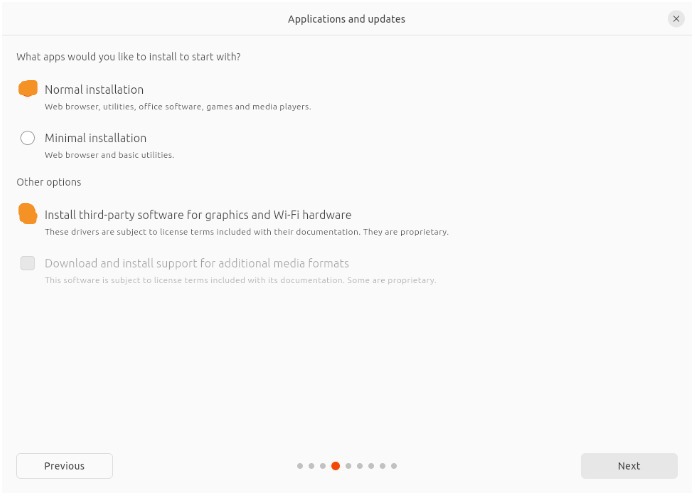 Applications and updates
What apps would you like to install to start with?
Normal installation
Web browser, utilities, office software, games and media players.
Minimal installation
Web browser and basic utilities.
Other options
Install third-party software for graphics and Wi-Fi hardware
These drivers are subject to license terms included with their documentation. They are proprietary.
Download and install support for additional media formats
This software is subject to license terms included with its documentation. Some are proprietary.
Previous
Next